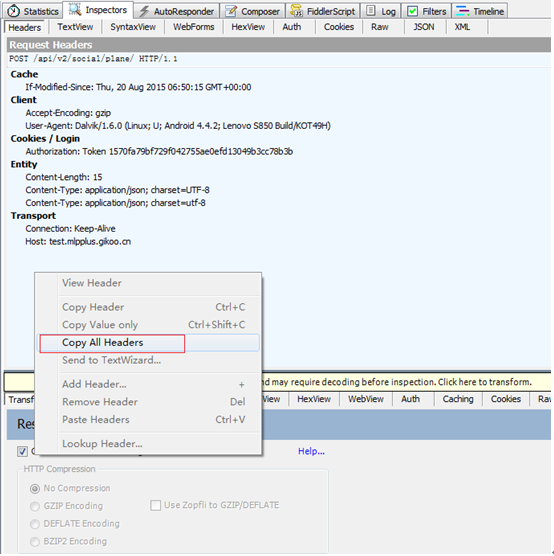 Statistics Inspectors AutoResponder Composer FiddlerScript Log Filters Timeline
Headers TextView SyntaxView WebForms HexView Auth Cookies Raw JSON XML
Request Headers
POST /api/v2/social/plane/ HTTP/1.1
Cache
If-Modified-Since: Thu, 20 Aug 2015 06:50:15 GMT+00:00
Client
Accept-Encoding: gzip
User-Agent: Dalvik/1.6.0 (Linux; U; Android 4.4.2; Lenovo S850 Build/KOT49H)
Cookies / Login
Authorization: Token 1570fa79bf729f042755ae0efd13049b3cc78b3b
Entity
Content-Length: 15
Content-Type: application/json; charset=UTF-8
Content-Type: application/json; charset=utf-8
Transport
Connection: Keep-Alive
Host: test.mlpplus.gikoo.cn
View Header
Copy Header Ctrl+C
Copy Value only Ctrl+Shift+C
Copy All Headers
Send to TextWizard...
Add Header... +
Remove Header Del
Paste Headers Ctrl+V
Lookup Header...
nd may require decoding before inspection. Click here to transform.
Transf View HexView WebView Auth Caching Cookies Raw
Res
Help...
HTTP Compression
No Compression
GZIP Encoding Use Zopfli to GZIP/DEFLATE
DEFLATE Encoding
BZIP2 Encoding